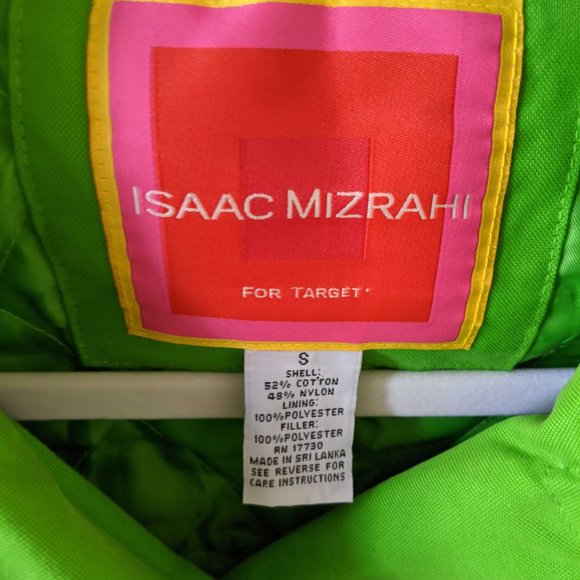 ISAAC MIZRAHI
FOR TARGET
S
SHELL:
52% COTTON
48% NYLON
LINING:
100%POLYESTER
FILLER:
100%POLYESTER
RN 17730
MADE IN SRI LANKA
SEE REVERSE FOR
CARE INSTRUCTIONS